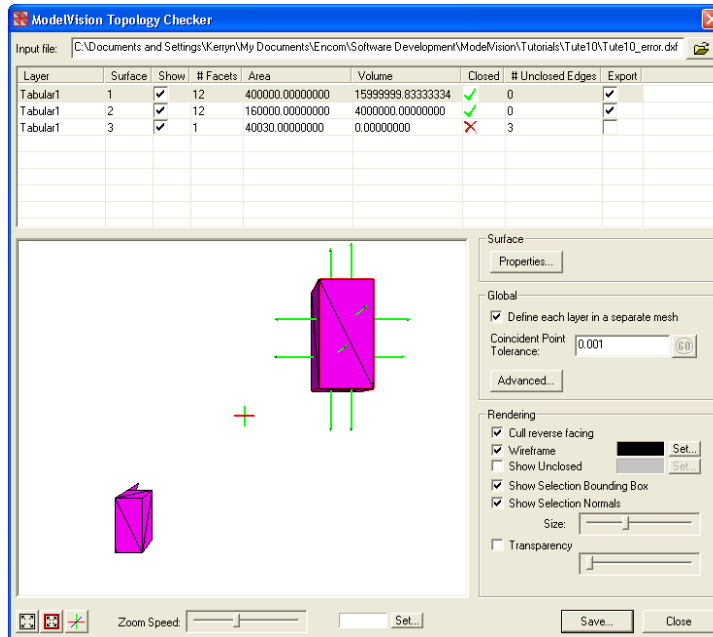 ModelVision Topology Checker
Input file: C:\Documents and Settings\Kerryn\My Documents\Encom\Software Development\ModelVision\Tutorials\Tute10\Tute10_error.dxf
Layer Surface Show # Facets Area Volume Closed # Unclosed Edges Export
Tabular1 1 12 400000.00000000 15999999.83333334 0
Tabular1 2 12 160000.00000000 4000000.00000000 0
Tabular1 3 1 40030.00000000 0.00000000 3
Surface
Properties...
Global
Define each layer in a separate mesh
Coincident Point
Tolerance: 0.001 GO
Advanced...
Rendering
Cull reverse facing
Wireframe Set...
Show Unclosed Set...
Show Selection Bounding Box
Show Selection Normals
Size:
Transparency
Zoom Speed: Set... Save... Close